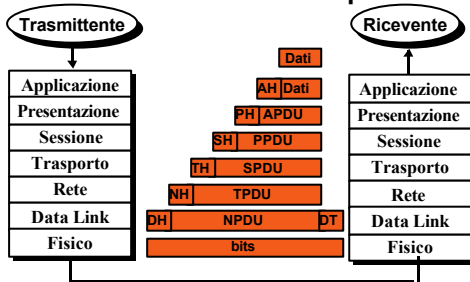 Trasmittente
Ricevente
Dati
Applicazione
AH Dati
Applicazione
Presentazione
PH APDU
Presentazione
Sessione
SH PPDU
Sessione
Trasporto
TH SPDU
Trasporto
Rete
NH TPDU
Rete
Data Link
DH NPDU DT
Data Link
Fisico
bits
Fisico